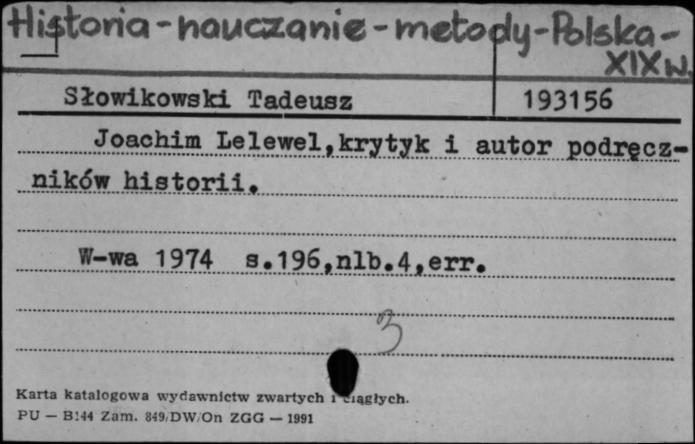 Historia-nauczanie-metody-Polska-
XIX w.
Słowikowski Tadeusz 193156
Joachim Lelewel,krytyk i autor podręcz-
ników historii.
W-wa 1974 s.196,nlb.4,err.
3
Karta katalogowa wydawnictw zwartych i ciągłych.
PU — B144 Zam. 849/DW/On ZGG — 1991